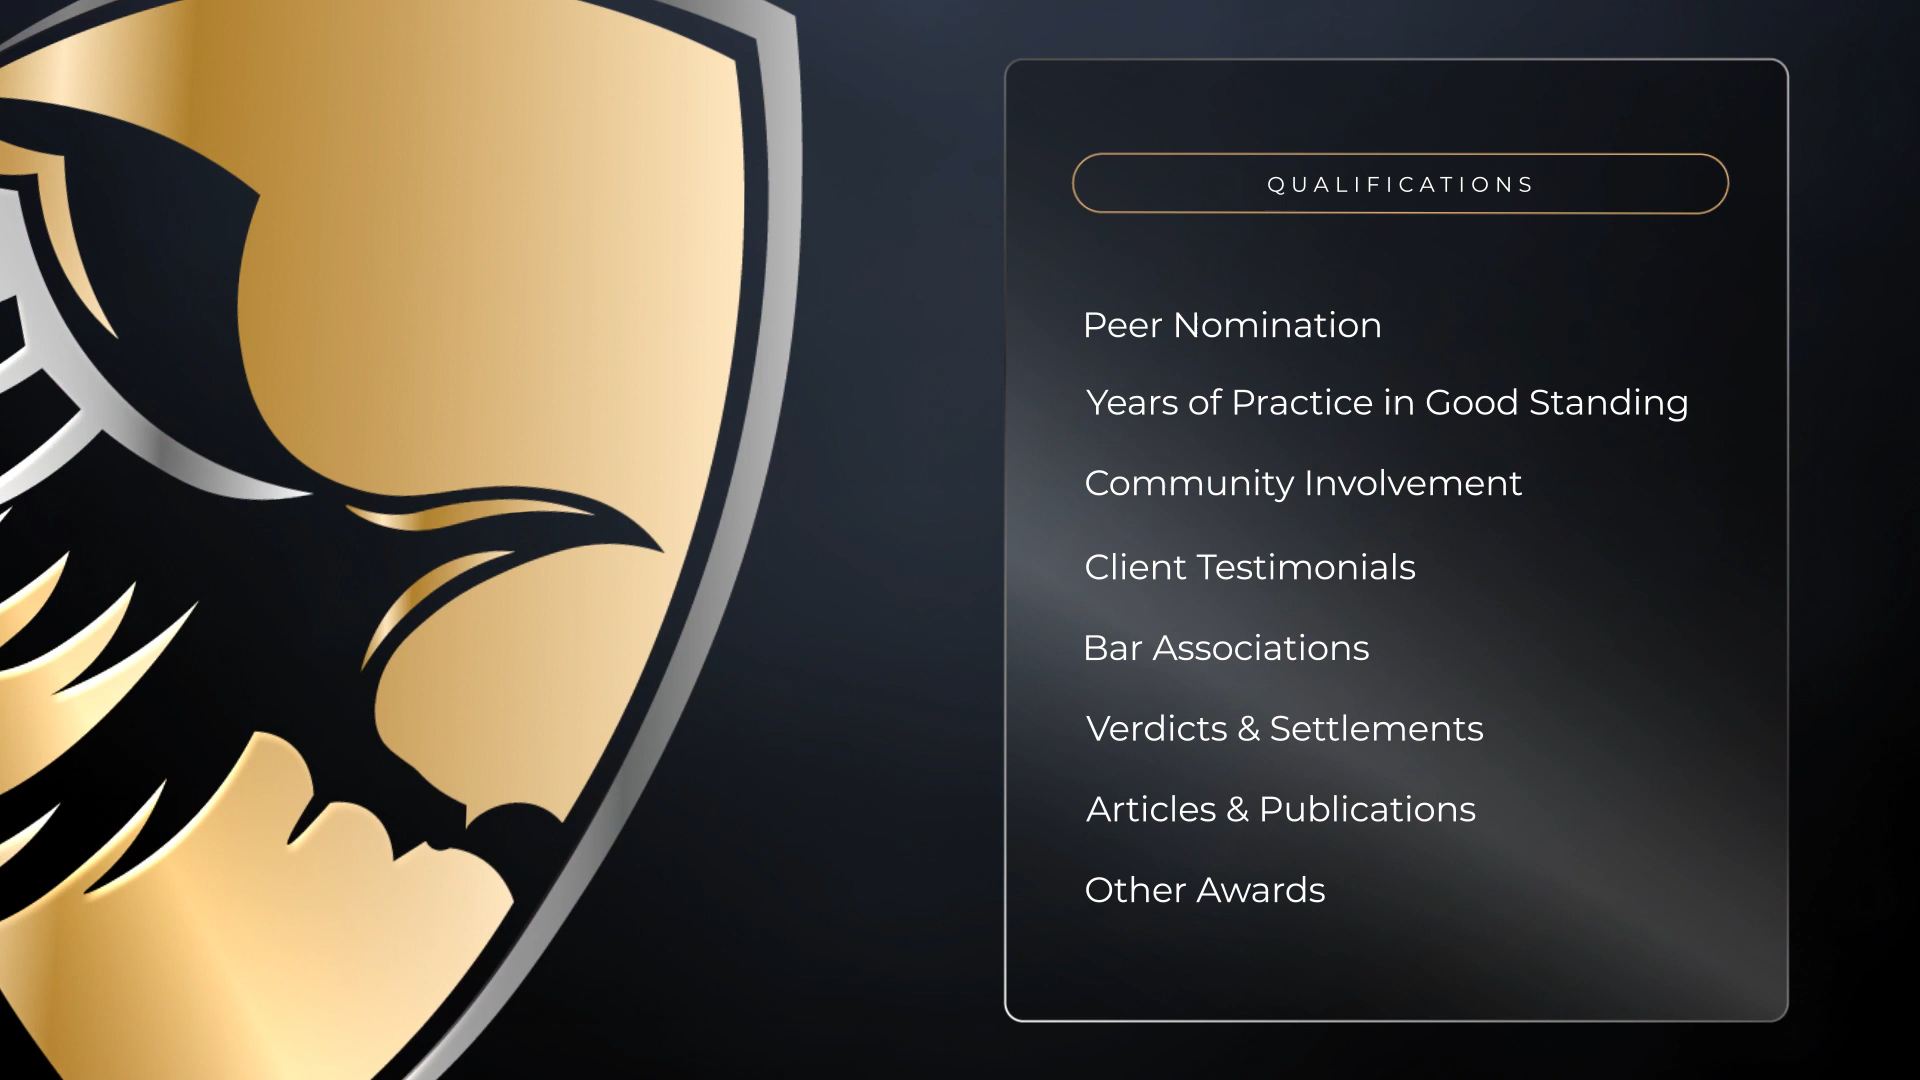 QUALIFICATIONS
Peer Nomination
Years of Practice in Good Standing
Community Involvement
Client Testimonials
Bar Associations
Verdicts & Settlements
Articles & Publications
Other Awards